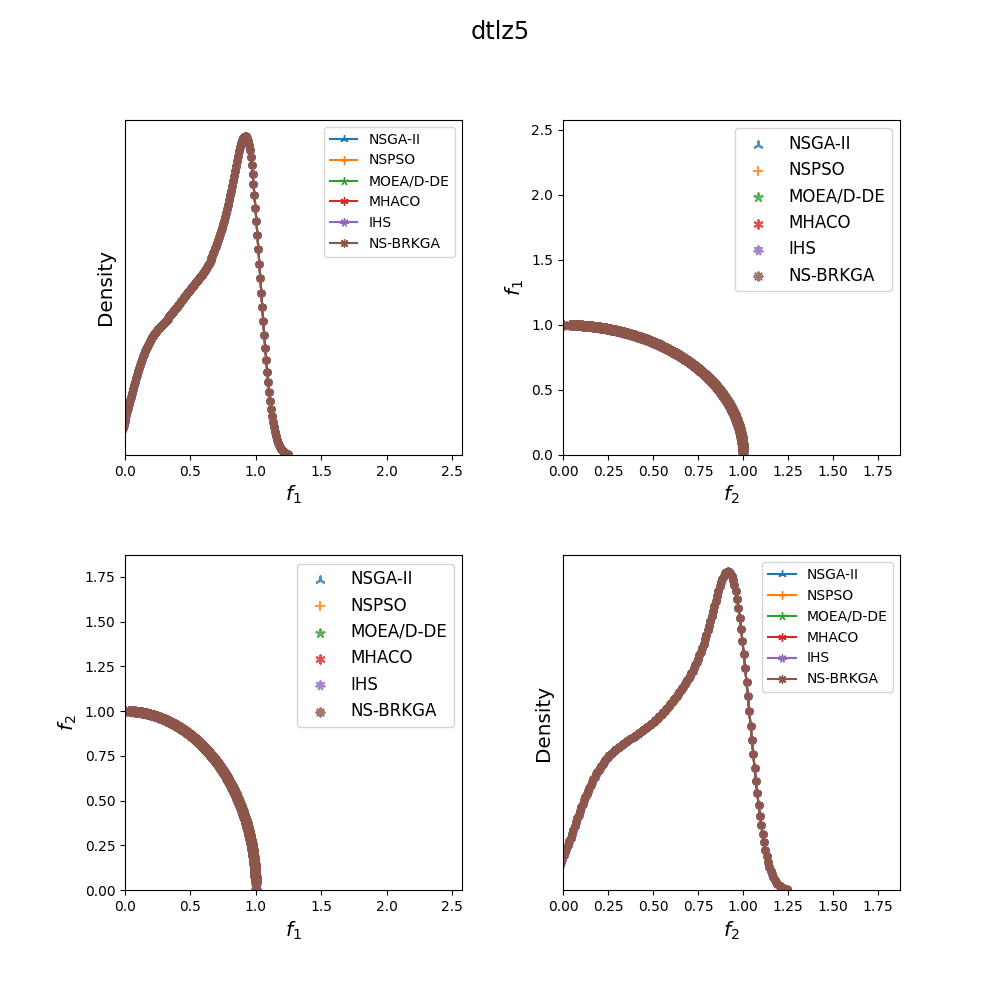 dtlz5
Density
NSGA-II
NSPSO
MOEA/D-DE
MHACO
IHS
NS-BRKGA
0.0 0.5 1.0 1.5 2.0 2.5
f1
f1
2.5
2.0
1.5
1.0
0.5
0.0
NSGA-II
NSPSO
MOEA/D-DE
MHACO
IHS
NS-BRKGA
0.00 0.25 0.50 0.75 1.00 1.25 1.50 1.75
f2
f2
1.75
1.50
1.25
1.00
0.75
0.50
0.25
0.00
NSGA-II
NSPSO
MOEA/D-DE
MHACO
IHS
NS-BRKGA
0.0 0.5 1.0 1.5 2.0 2.5
f1
Density
NSGA-II
NSPSO
MOEA/D-DE
MHACO
IHS
NS-BRKGA
0.00 0.25 0.50 0.75 1.00 1.25 1.50 1.75
f2